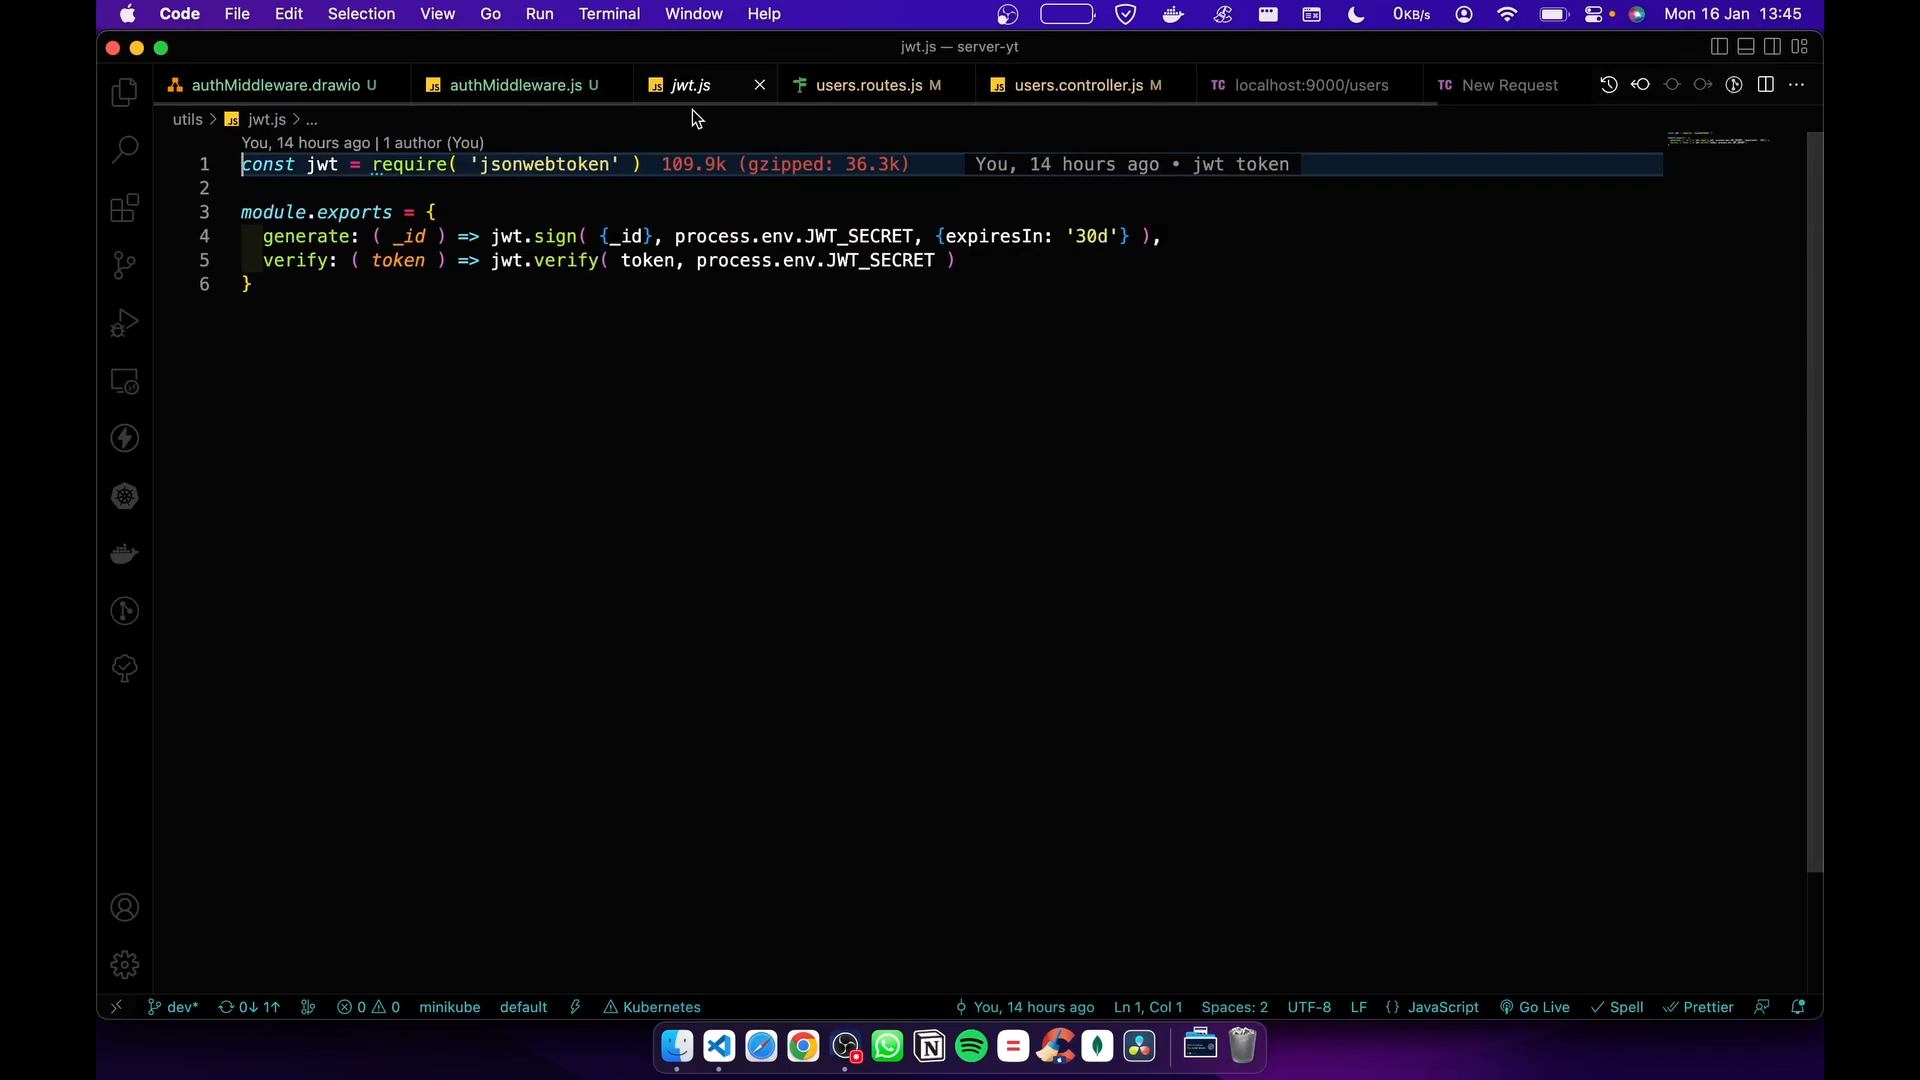 Code File Edit Selection View Go Run Terminal Window Help 0KB/s Mon 16 Jan 13:45
jwt.js — server-yt
authMiddleware.drawio U JS authMiddleware.js U JS jwt.js users.routes.js M JS users.controller.js M TC localhost:9000/users TC New Request
utils > JS jwt.js > ...
You, 14 hours ago | 1 author (You)
1 const jwt = require( 'jsonwebtoken' ) 109.9k (gzipped: 36.3k) You, 14 hours ago • jwt token
2
3 module.exports = {
4 generate: ( _id ) => jwt.sign( {_id}, process.env.JWT_SECRET, {expiresIn: '30d'} ),
5 verify: ( token ) => jwt.verify( token, process.env.JWT_SECRET )
6 }
dev* 0↓ 1↑ 0 0 minikube default Kubernetes You, 14 hours ago Ln 1, Col 1 Spaces: 2 UTF-8 LF {} JavaScript Go Live Spell Prettier